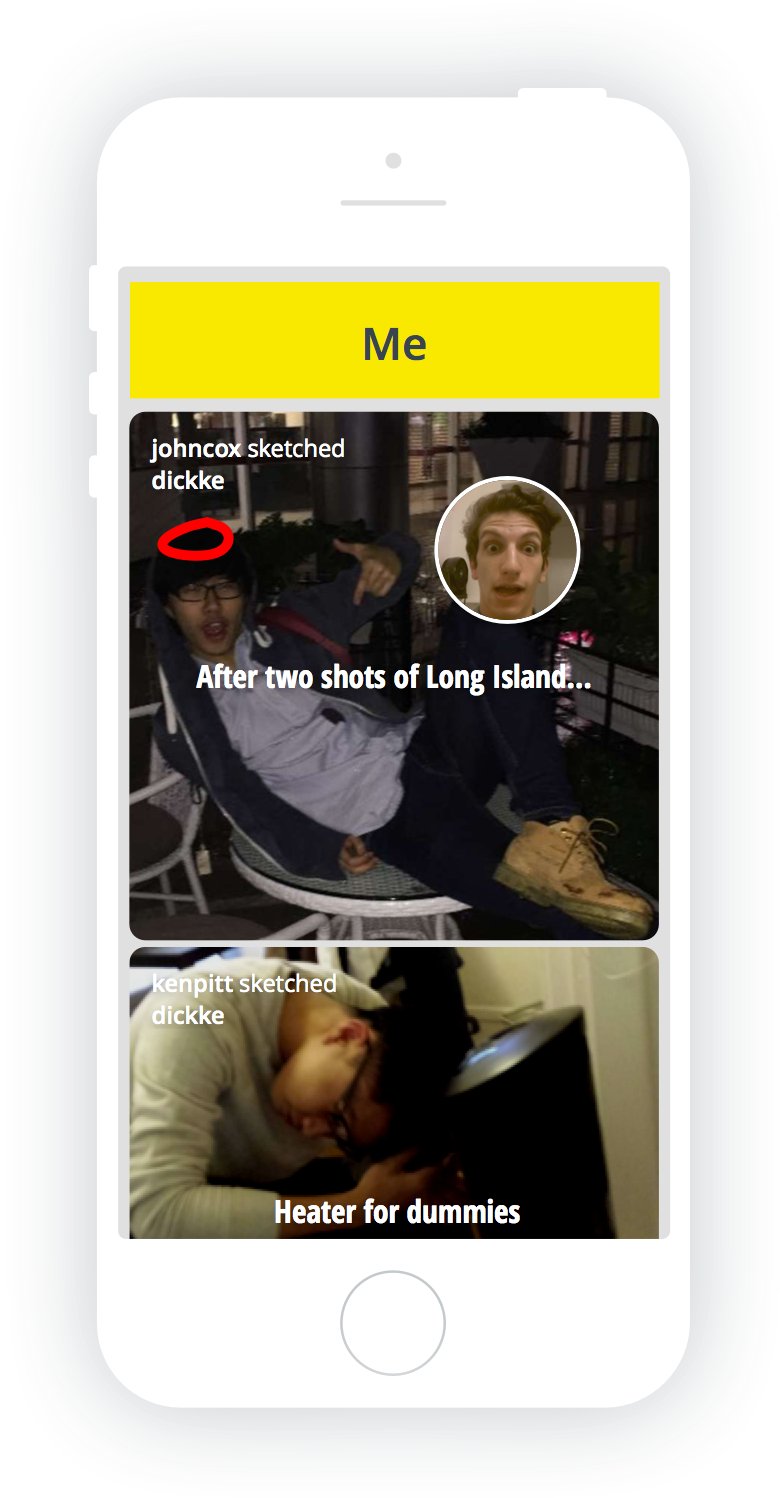 Me
johncox sketched
dickke
After two shots of Long Island...
kenpitt sketched
dickke
Heater for dummies